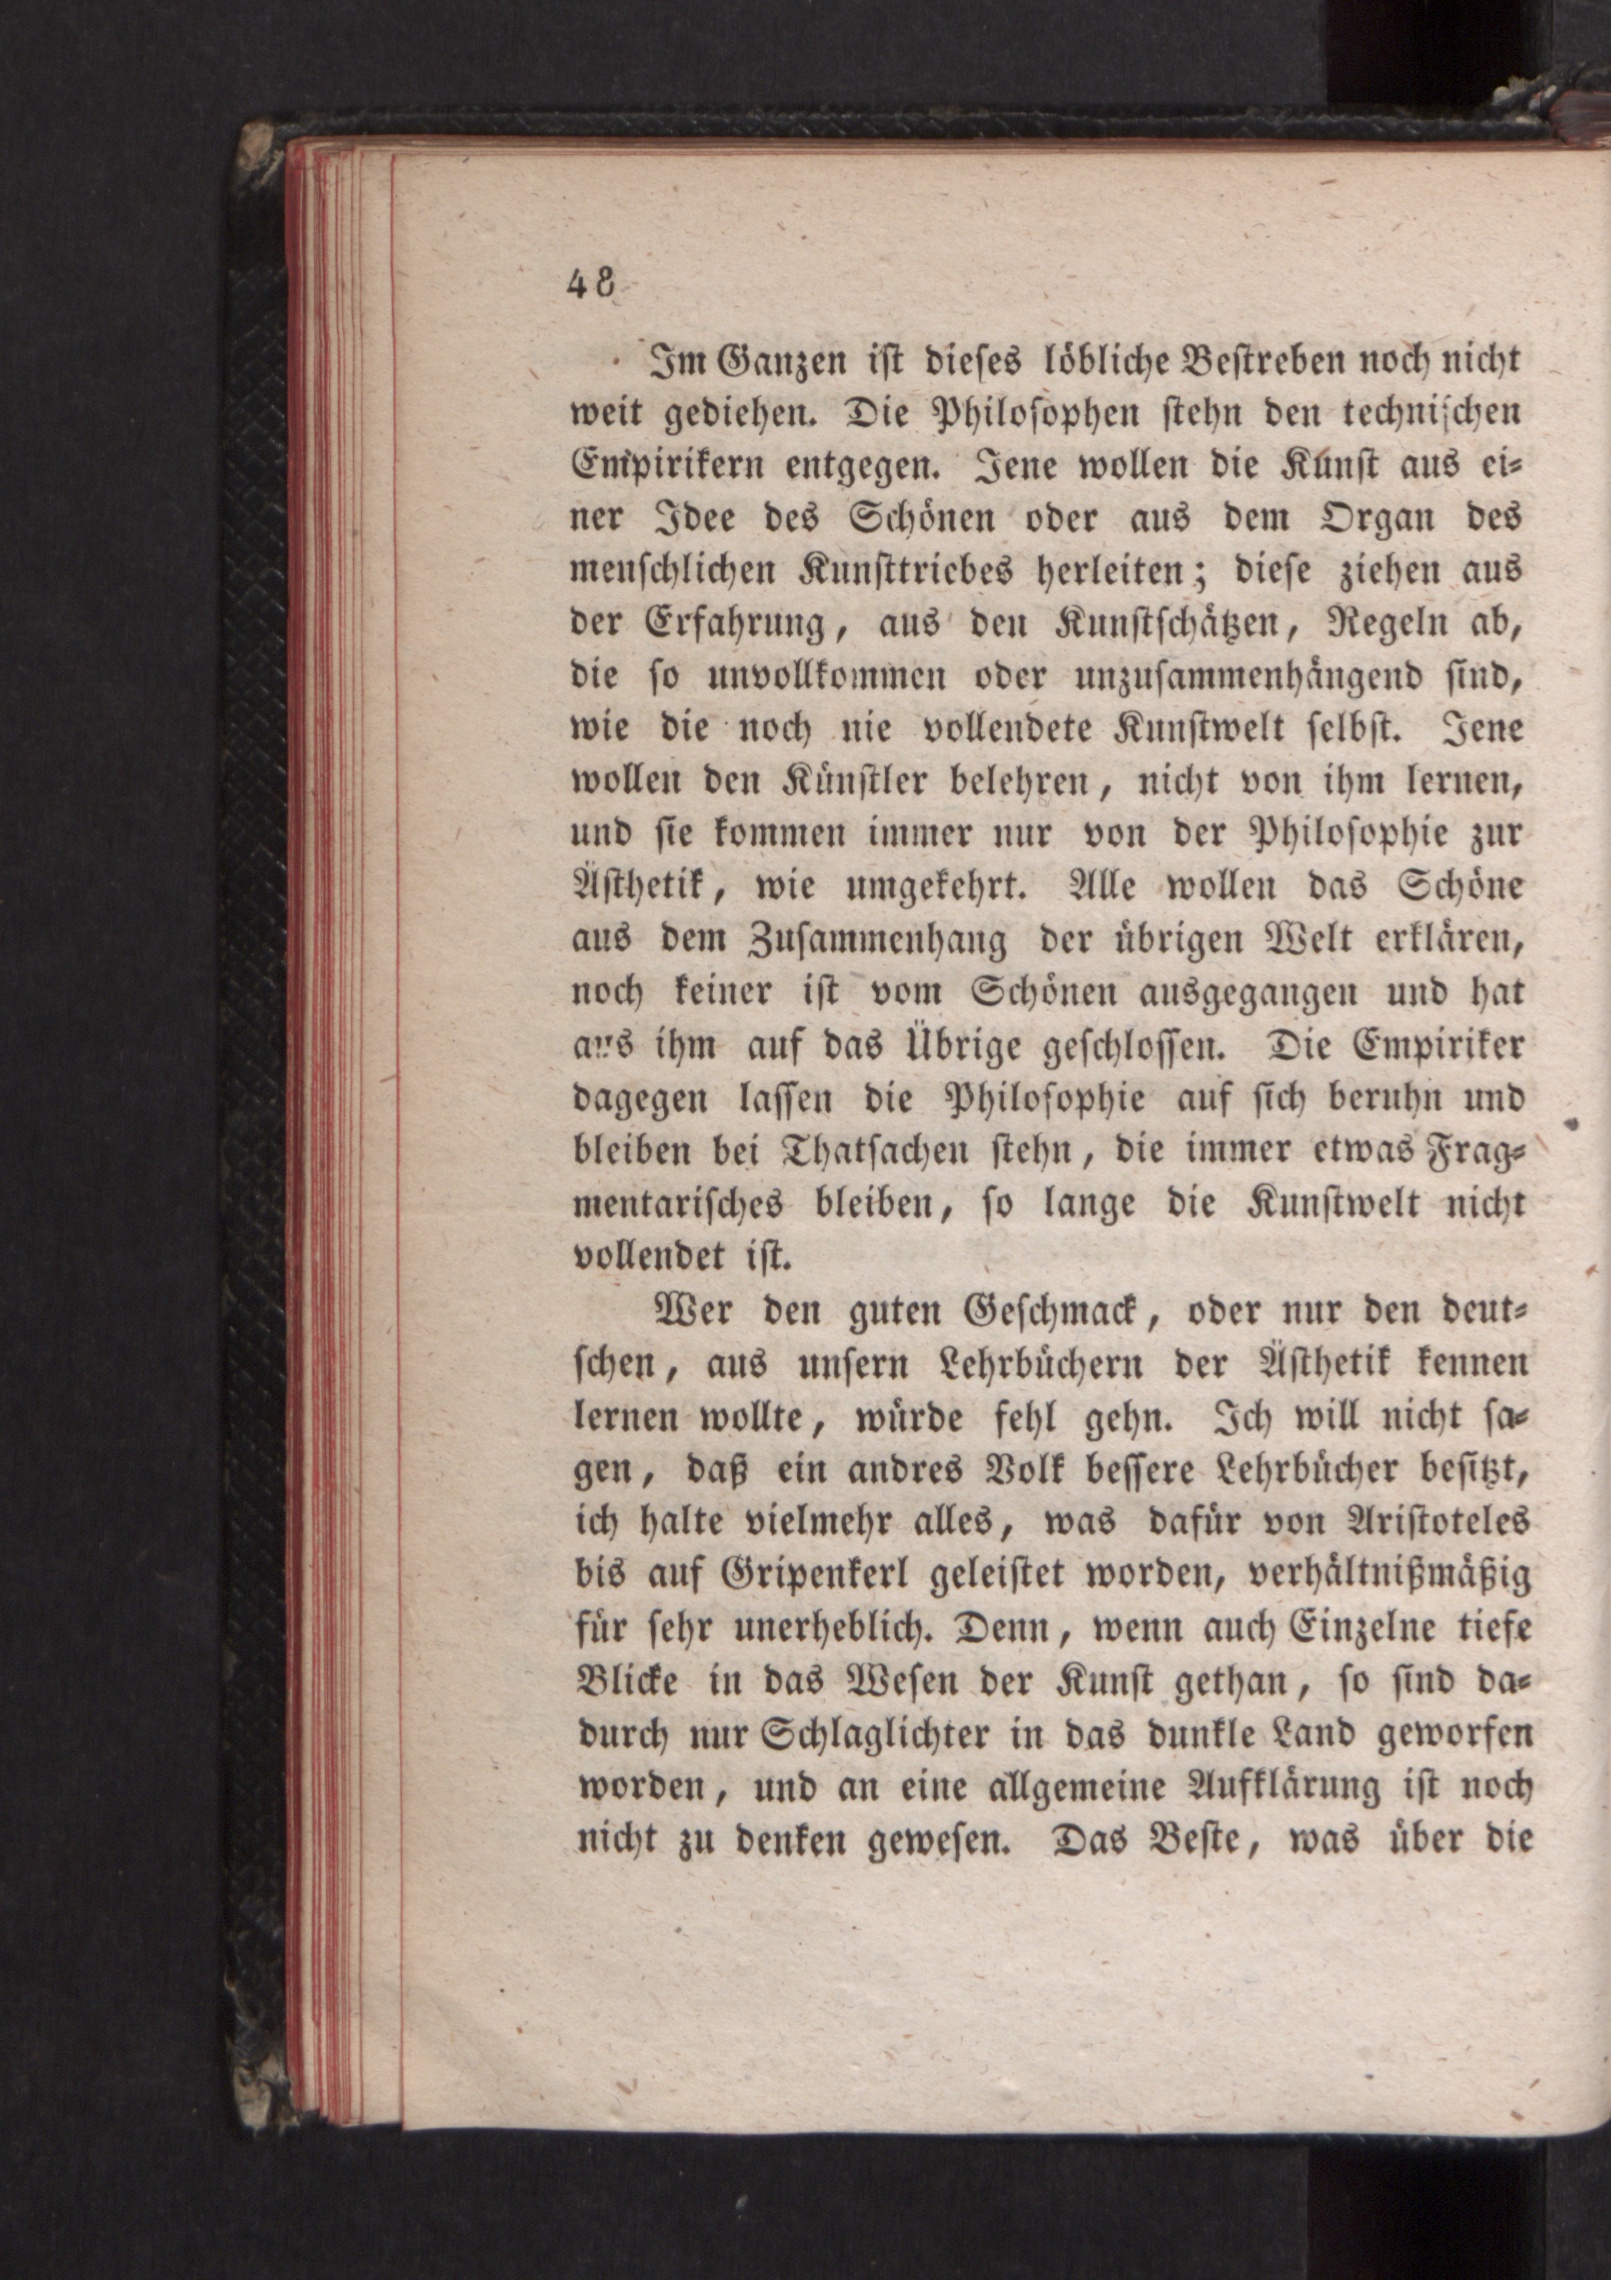 48
Im Ganzen ist dieses löbliche Bestreben noch nicht
weit gediehen. Die Philosophen stehn den technischen
Empirikern entgegen. Jene wollen die Kunst aus ei-
ner Idee des Schönen oder aus dem Organ des
menschlichen Kunsttriebes herleiten; diese ziehen aus
der Erfahrung, aus den Kunstschätzen, Regeln ab,
die so unvollkommen oder unzusammenhängend sind,
wie die noch nie vollendete Kunstwelt selbst. Jene
wollen den Künstler belehren, nicht von ihm lernen,
und sie kommen immer nur von der Philosophie zur
Ästhetik, wie umgekehrt. Alle wollen das Schöne
aus dem Zusammenhang der übrigen Welt erklären,
noch keiner ist vom Schönen ausgegangen und hat
aus ihm auf das Übrige geschlossen. Die Empiriker
dagegen lassen die Philosophie auf sich beruhn und
bleiben bei Thatsachen stehn, die immer etwas Frag-
mentarisches bleiben, so lange die Kunstwelt nicht
vollendet ist.
Wer den guten Geschmack, oder nur den deut-
schen, aus unsern Lehrbüchern der Ästhetik kennen
lernen wollte, würde fehl gehn. Ich will nicht sa-
gen, daß ein andres Volk bessere Lehrbücher besitzt,
ich halte vielmehr alles, was dafür von Aristoteles
bis auf Gripenkerl geleistet worden, verhältnißmäßig
für sehr unerheblich. Denn, wenn auch Einzelne tiefe
Blicke in das Wesen der Kunst gethan, so sind da-
durch nur Schlaglichter in das dunkle Land geworfen
worden, und an eine allgemeine Aufklärung ist noch
nicht zu denken gewesen. Das Beste, was über die